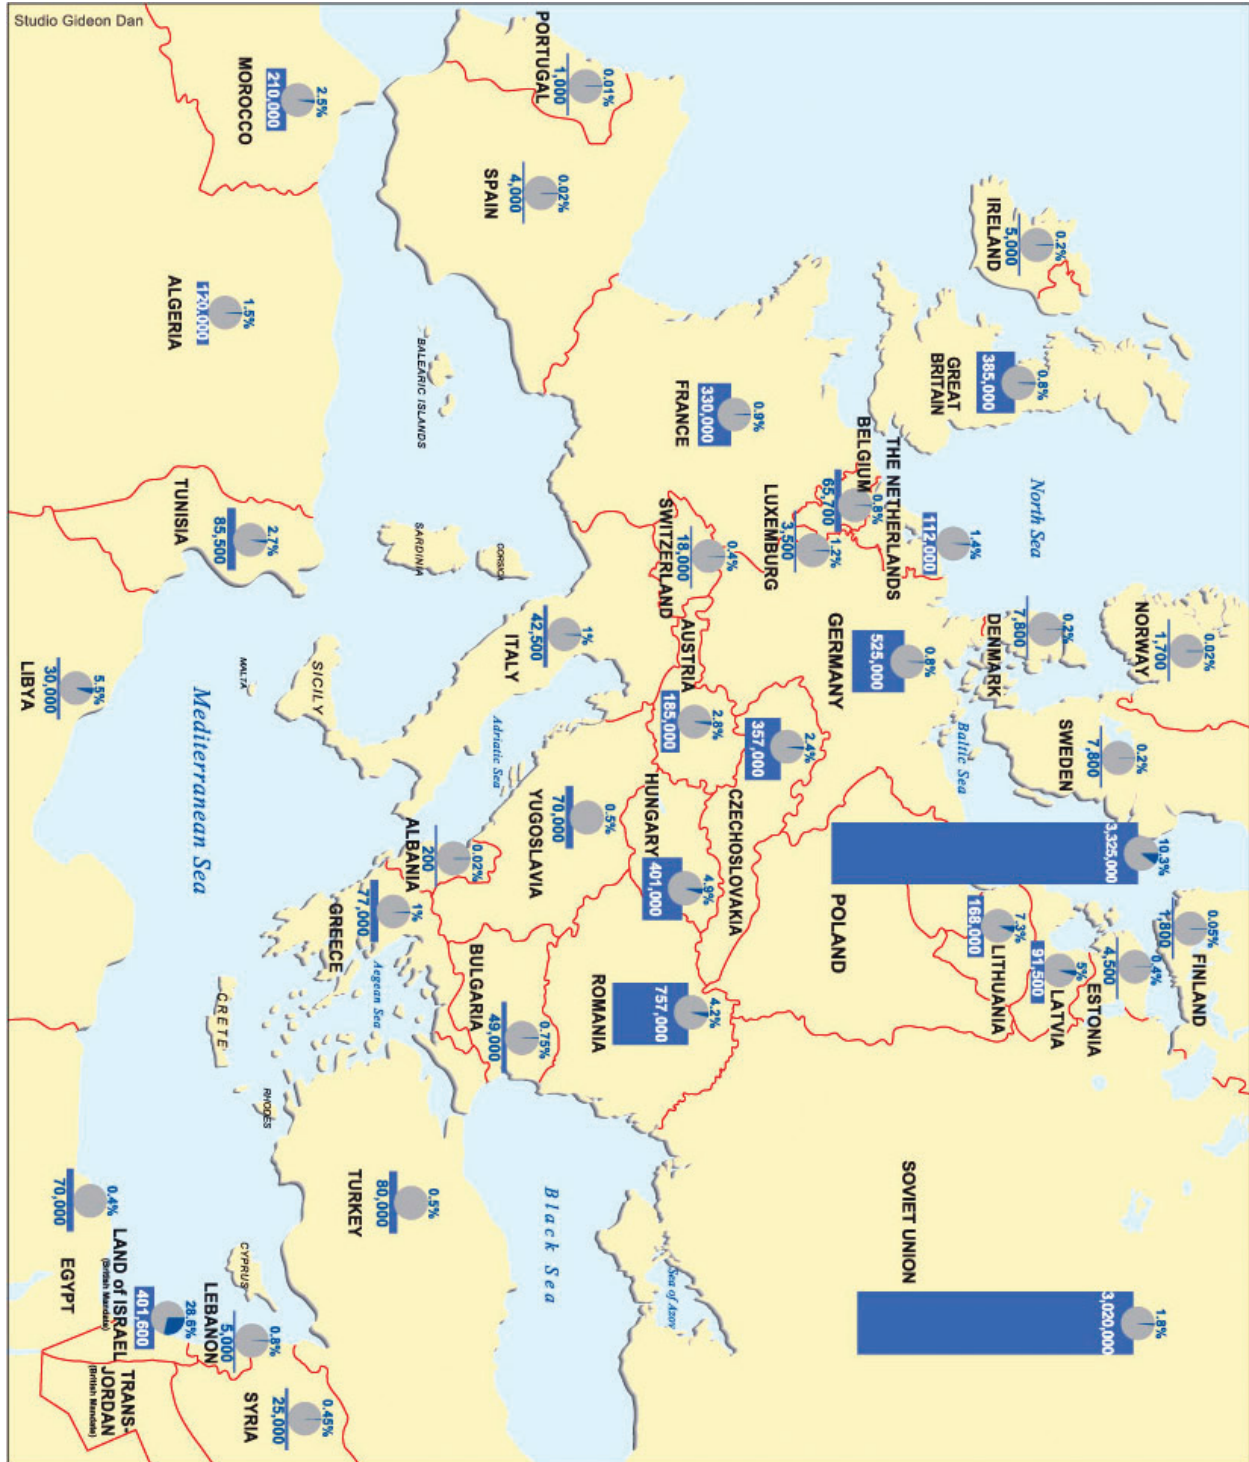 Studio Gideon Dan
NORWAY
0.02%
1,700
SWEDEN
0.2%
7,800
FINLAND
0.05%
1,800
ESTONIA
0.4%
4,500
LATVIA
5%
91,500
LITHUANIA
7.3%
168,000
DENMARK
0.2%
7,800
North Sea
Baltic Sea
IRELAND
0.2%
5,000
GREAT
BRITAIN
0.8%
385,000
THE NETHERLANDS
1.4%
112,000
BELGIUM
0.8%
65,700
LUXEMBURG
1.2%
3,500
GERMANY
0.8%
525,000
POLAND
10.3%
3,325,000
SOVIET UNION
1.8%
3,020,000
FRANCE
0.9%
330,000
SWITZERLAND
0.4%
18,000
AUSTRIA
2.8%
185,000
CZECHOSLOVAKIA
2.4%
357,000
HUNGARY
4.9%
401,000
ROMANIA
4.2%
757,000
Sea of Azov
Black Sea
PORTUGAL
0.01%
1,000
SPAIN
0.02%
4,000
ITALY
1%
42,500
Adriatic Sea
YUGOSLAVIA
0.5%
70,000
ALBANIA
0.02%
200
GREECE
1%
77,000
BULGARIA
0.75%
49,000
Aegean Sea
TURKEY
0.5%
80,000
BALEARIC ISLANDS
CORSICA
SARDINIA
SICILY
MALTA
CRETE
RHODES
CYPRUS
Mediterranean Sea
MOROCCO
2.5%
210,000
ALGERIA
1.5%
120,000
TUNISIA
2.7%
85,500
LIBYA
5.5%
30,000
EGYPT
0.4%
70,000
LAND of ISRAEL
(British Mandate)
28.6%
401,600
LEBANON
0.8%
5,000
SYRIA
0.45%
25,000
TRANS-
JORDAN
(British Mandate)